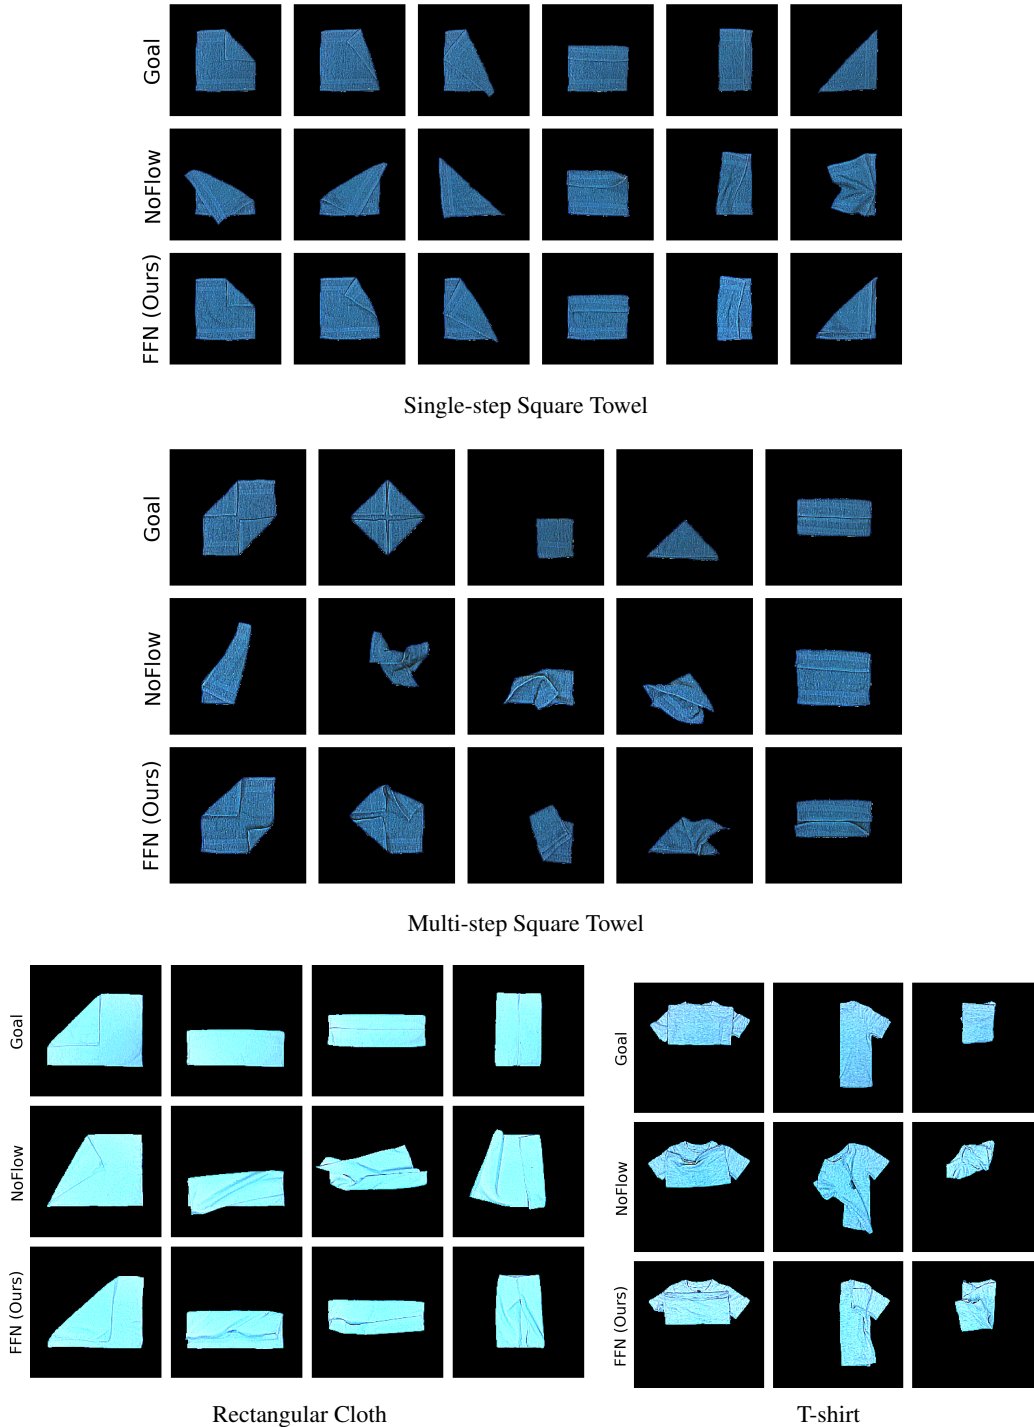 Goal
NoFlow
FFN (Ours)
Single-step Square Towel
Goal
NoFlow
FFN (Ours)
Multi-step Square Towel
Goal
NoFlow
FFN (Ours)
Rectangular Cloth
Goal
NoFlow
FFN (Ours)
T-shirt